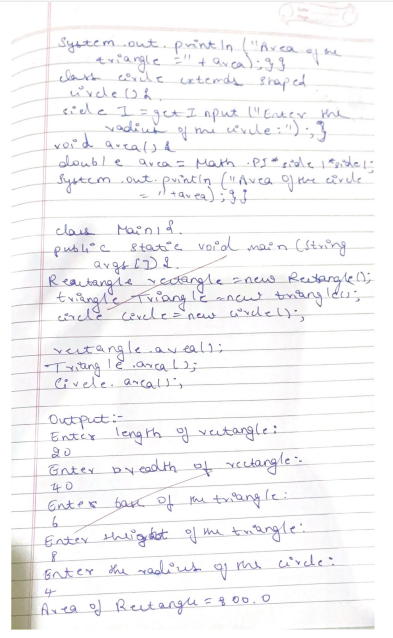 System.out.println("Area of the
triangle =" + area);}}
class circle extends shaped
circle(){
side I = get Input ("Enter the
radius of the circle:");}
void area(){
double area = Math.PI*side1*side1;
System.out.println("Area of the circle
= "+area);}}
class Main1{
public static void main (String
args[]){
Reactangle rectangle = new Rectangle();
triangle Triangle = new triangle();
circle circle = new circle();
rectangle.area();
Triangle.area();
Circle.area();
Output:-
Enter length of rectangle:
20
Enter breadth of rectangle:-
40
Enter base of the triangle:
6
Enter the height of the triangle:
8
Enter the radius of the circle:
4
Area of Rectangle = 800.0